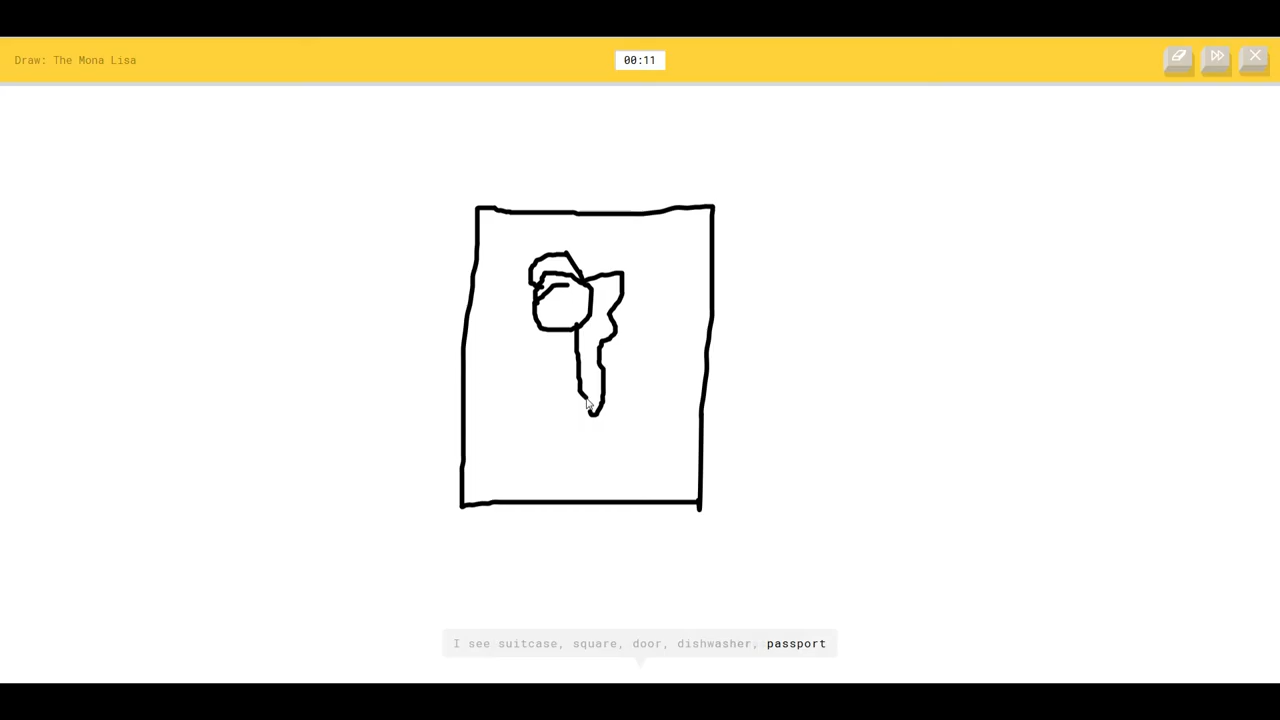 Draw: The Mona Lisa
00:11
I see suitcase, square, door, dishwasher, passport